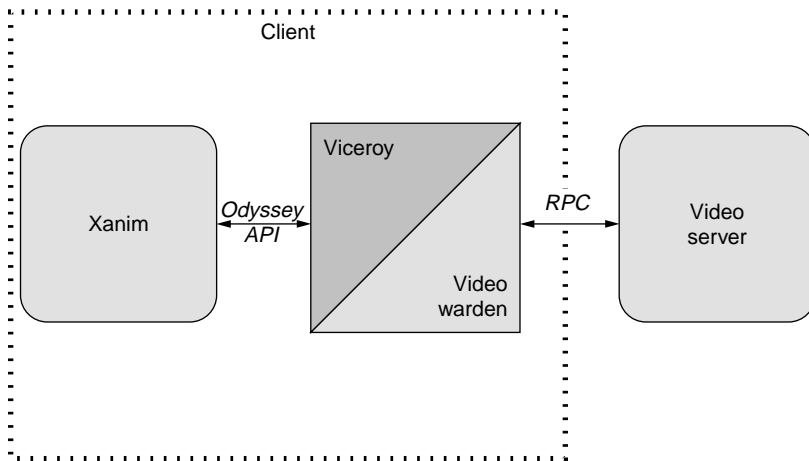 Client
Xanim
Odyssey
API
Viceroy
Video
warden
RPC
Video
server